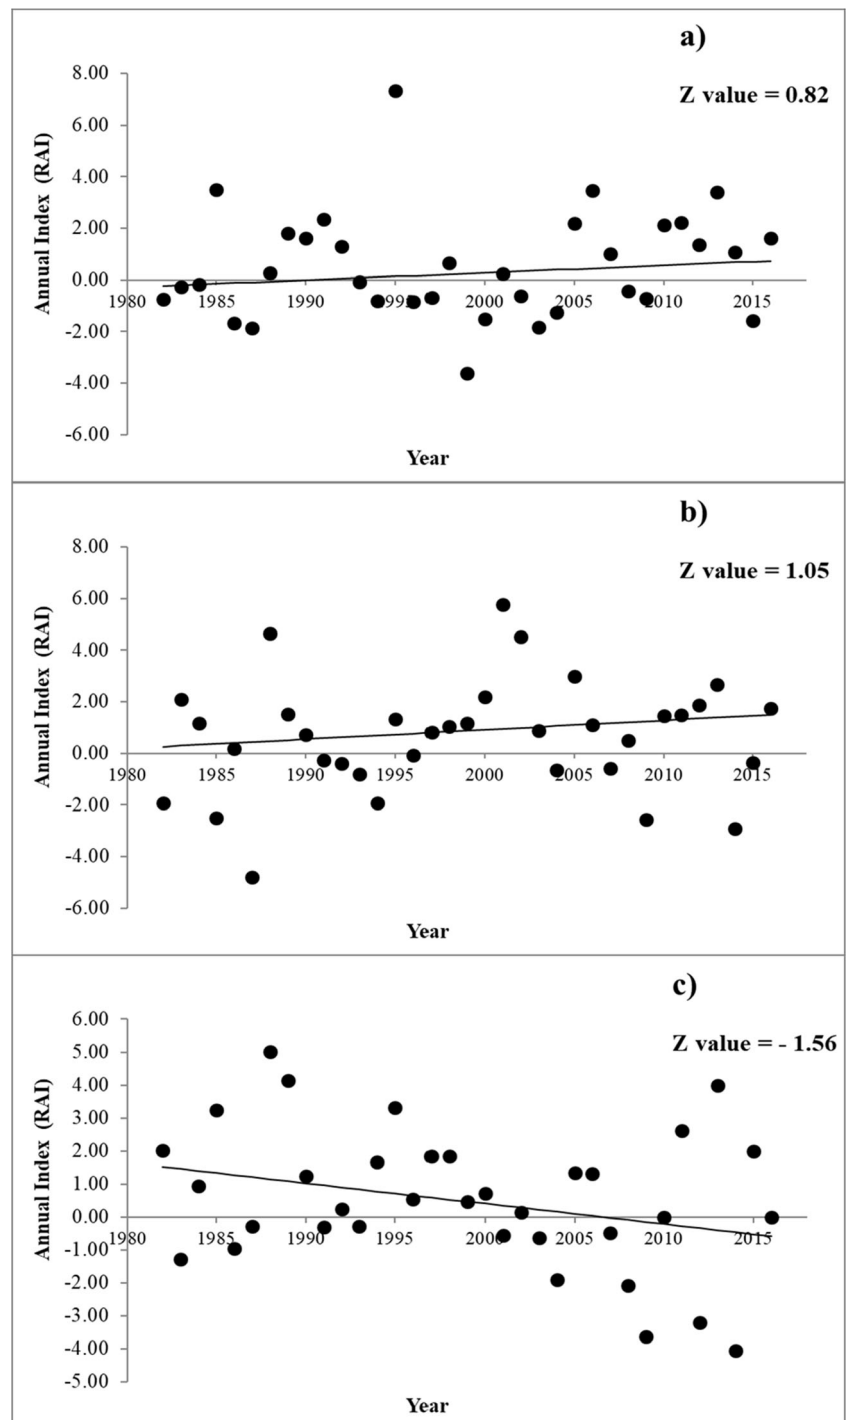 a)
Z value = 0.82
8.00
6.00
4.00
2.00
0.00
-2.00
-4.00
-6.00
1980 1985 1990 1995 2000 2005 2010 2015
Annual Index (RAI)
Year
b)
Z value = 1.05
8.00
6.00
4.00
2.00
0.00
-2.00
-4.00
-6.00
1980 1985 1990 1995 2000 2005 2010 2015
Annual Index (RAI)
Year
c)
Z value = - 1.56
6.00
5.00
4.00
3.00
2.00
1.00
0.00
-1.00
-2.00
-3.00
-4.00
-5.00
1980 1985 1990 1995 2000 2005 2010 2015
Annual Index (RAI)
Year